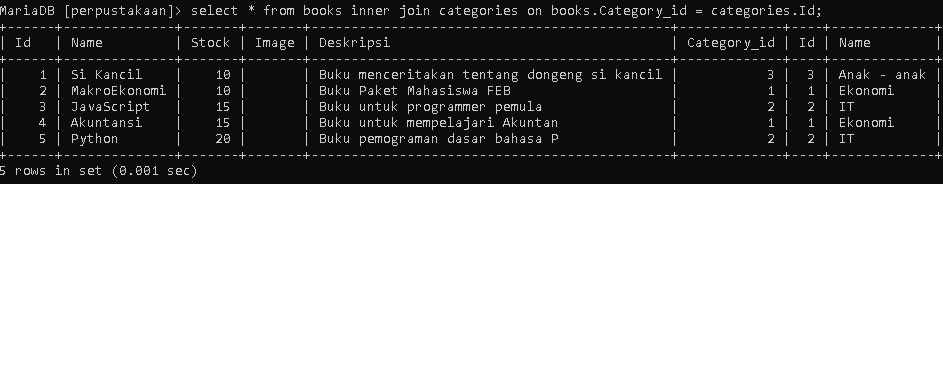 MariaDB [perpustakaan]> select * from books inner join categories on books.Category_id = categories.Id;
+------+--------------+-------+-------+--------------------------------------------+-------------+----+-------------+
| Id   | Name         | Stock | Image | Deskripsi                                  | Category_id | Id | Name        |
+------+--------------+-------+-------+--------------------------------------------+-------------+----+-------------+
|    1 | Si Kancil    |    10 |       | Buku menceritakan tentang dongeng si kancil |           3 |  3 | Anak - anak |
|    2 | MakroEkonomi |    10 |       | Buku Paket Mahasiswa FEB                   |           1 |  1 | Ekonomi     |
|    3 | JavaScript   |    15 |       | Buku untuk programmer pemula               |           2 |  2 | IT          |
|    4 | Akuntansi    |    15 |       | Buku untuk mempelajari Akuntan             |           1 |  1 | Ekonomi     |
|    5 | Python       |    20 |       | Buku pemograman dasar bahasa P             |           2 |  2 | IT          |
+------+--------------+-------+-------+--------------------------------------------+-------------+----+-------------+
5 rows in set (0.001 sec)